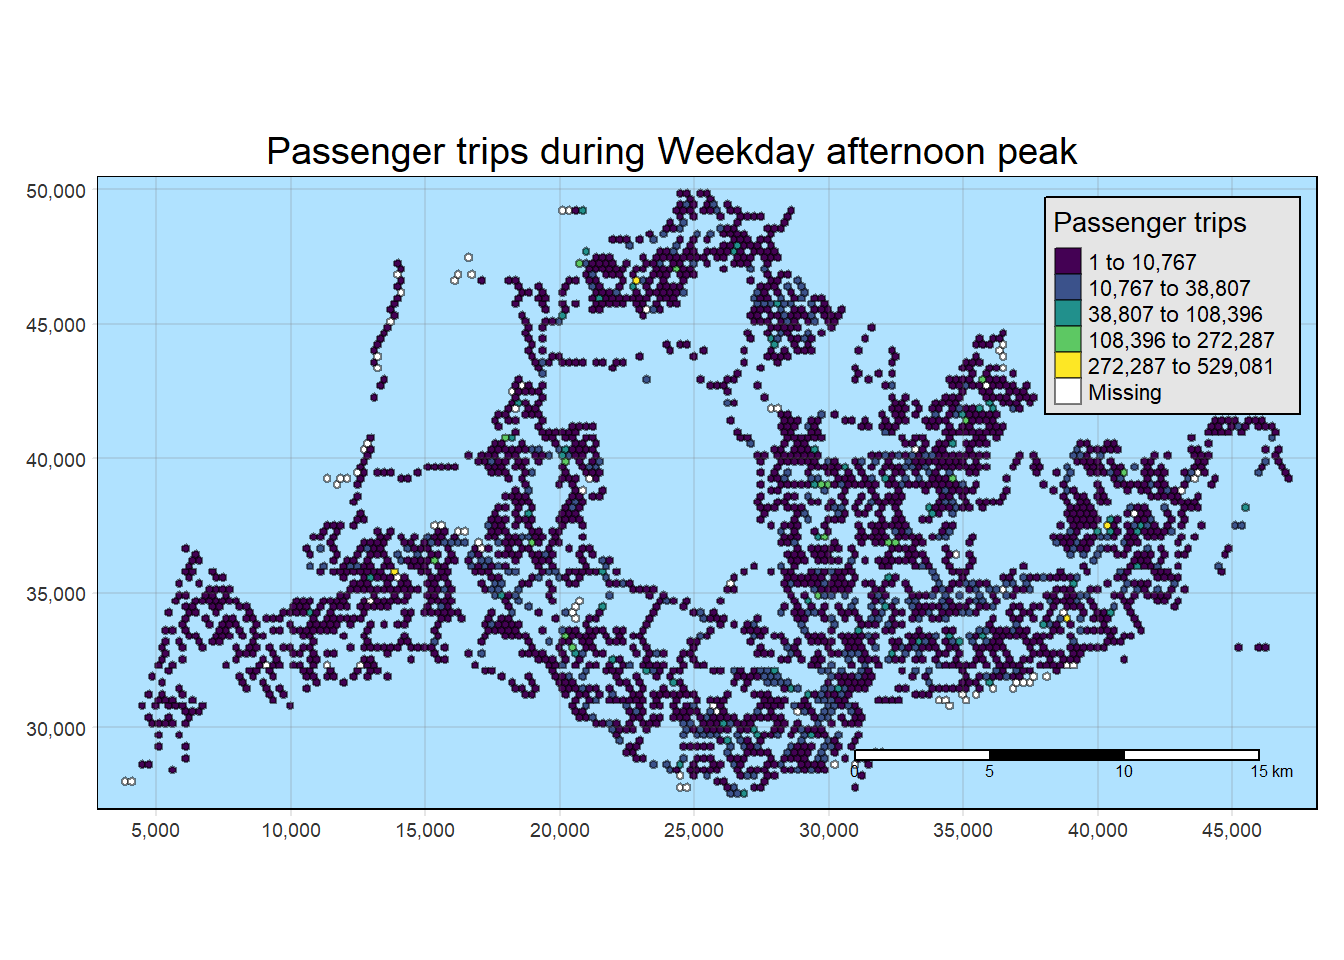 Passenger trips during Weekday afternoon peak
50,000
45,000
40,000
35,000
30,000
Passenger trips
1 to 10,767
10,767 to 38,807
38,807 to 108,396
108,396 to 272,287
272,287 to 529,081
Missing
0 5 10 15 km
5,000 10,000 15,000 20,000 25,000 30,000 35,000 40,000 45,000